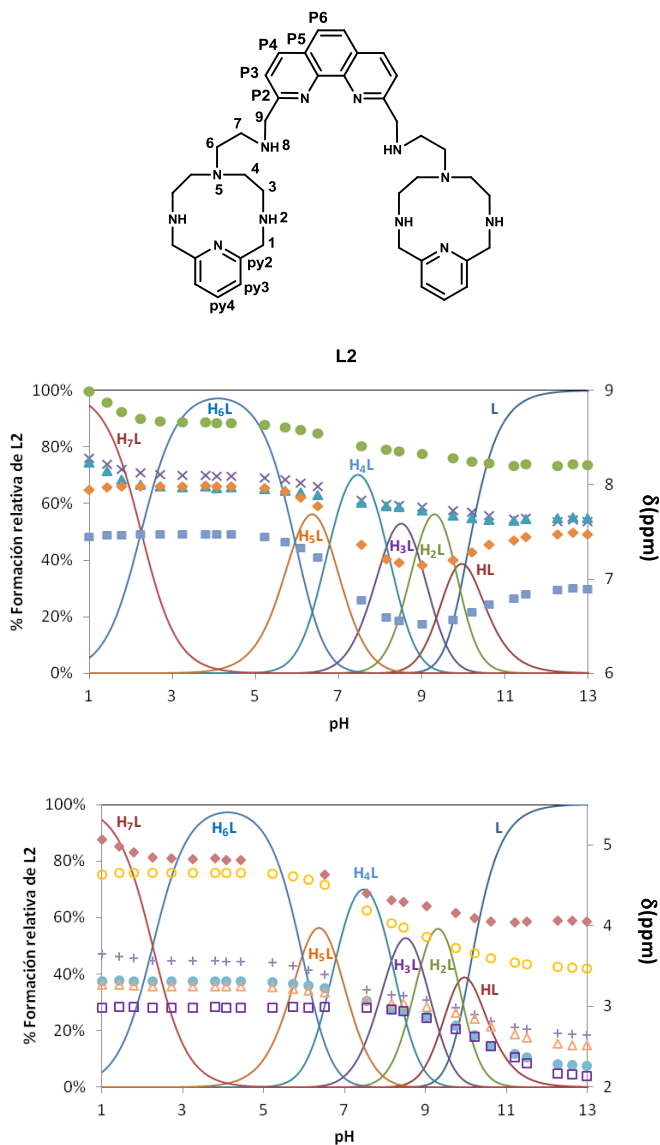 P6
P5
P4
P3
P2
N
N
9
7
NH
8
HN
6
4
N
5
3
N
NH
NH
2
NH
NH
N
1
N
py2
py3
py4
L2
100%
80%
60%
40%
20%
0%
% Formación relativa de L2
H7L
H6L
H5L
H4L
H3L
H2L
HL
L
9
8
7
6
δ(ppm)
1
3
5
7
9
11
13
pH
100%
80%
60%
40%
20%
0%
% Formación relativa de L2
H7L
H6L
H5L
H4L
H3L
H2L
HL
L
5
4
3
2
δ(ppm)
1
3
5
7
9
11
13
pH